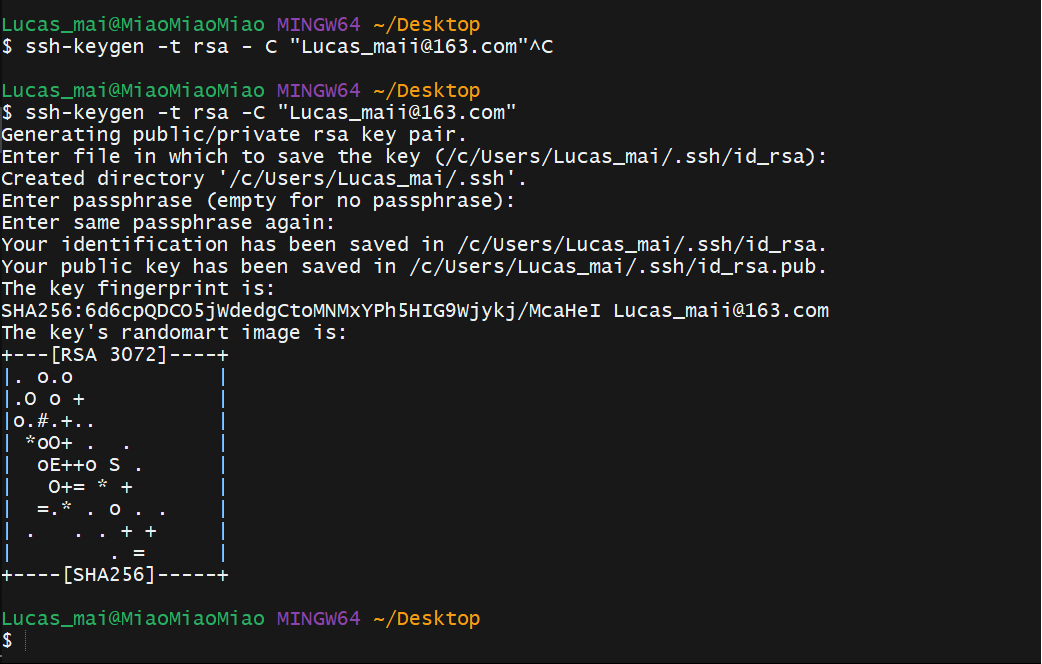 Lucas_mai@MiaoMiaoMiao MINGW64 ~/Desktop
$ ssh-keygen -t rsa - C "Lucas_maii@163.com"^C

Lucas_mai@MiaoMiaoMiao MINGW64 ~/Desktop
$ ssh-keygen -t rsa -C "Lucas_maii@163.com"
Generating public/private rsa key pair.
Enter file in which to save the key (/c/Users/Lucas_mai/.ssh/id_rsa):
Created directory '/c/Users/Lucas_mai/.ssh'.
Enter passphrase (empty for no passphrase):
Enter same passphrase again:
Your identification has been saved in /c/Users/Lucas_mai/.ssh/id_rsa.
Your public key has been saved in /c/Users/Lucas_mai/.ssh/id_rsa.pub.
The key fingerprint is:
SHA256:6d6cpQDCO5jWdedgCtoMNMxYPh5HIG9Wjykj/McaHeI Lucas_maii@163.com
The key's randomart image is:
+---[RSA 3072]----+
|. o.o            |
|.O o +           |
|o.#.+..          |
| *oO+ .  .       |
|  oE++o S .      |
|   O+= * +       |
|  =.* . o . .    |
| .   . . + +     |
|        . =      |
+----[SHA256]-----+

Lucas_mai@MiaoMiaoMiao MINGW64 ~/Desktop
$